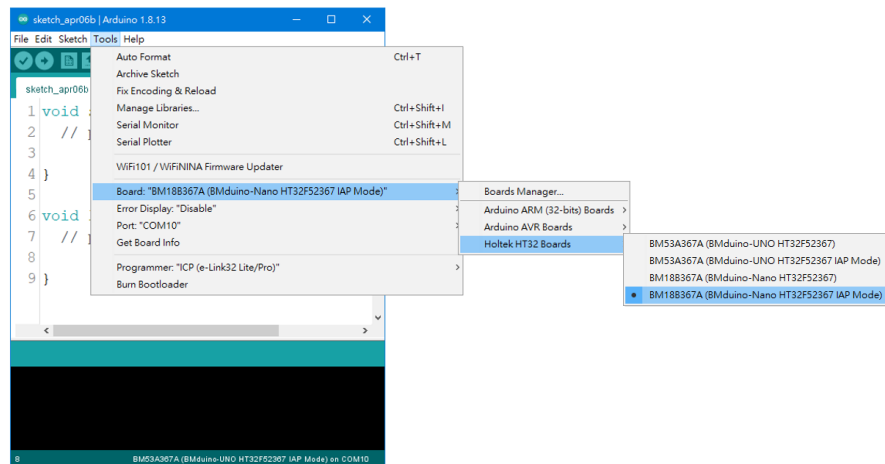 sketch_apr06b | Arduino 1.8.13
File Edit Sketch Tools Help
sketch_apr06b
Auto Format Ctrl+T
Archive Sketch
Fix Encoding & Reload
Manage Libraries... Ctrl+Shift+I
Serial Monitor Ctrl+Shift+M
Serial Plotter Ctrl+Shift+L
WiFi101 / WiFiNINA Firmware Updater
Board: "BM18B367A (BMduino-Nano HT32F52367 IAP Mode)"
Error Display: "Disable"
Port: "COM10"
Get Board Info
Programmer: "ICP (e-Link32 Lite/Pro)"
Burn Bootloader
1 void
2 //
3
4 }
5
6 void
7 //
8
9 }
Boards Manager...
Arduino ARM (32-bits) Boards
Arduino AVR Boards
Holtek HT32 Boards
BM53A367A (BMduino-UNO HT32F52367)
BM53A367A (BMduino-UNO HT32F52367 IAP Mode)
BM18B367A (BMduino-Nano HT32F52367)
BM18B367A (BMduino-Nano HT32F52367 IAP Mode)
8 BM53A367A (BMduino-UNO HT32F52367 IAP Mode) on COM10